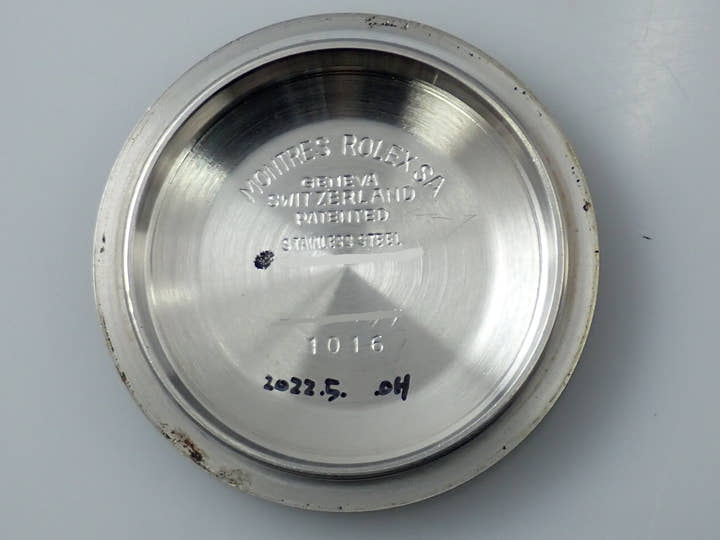 MONTRES ROLEX SA
GENEVA
SWITZERLAND
PATENTED
STAINLESS STEEL
1016
2022.5. .OH